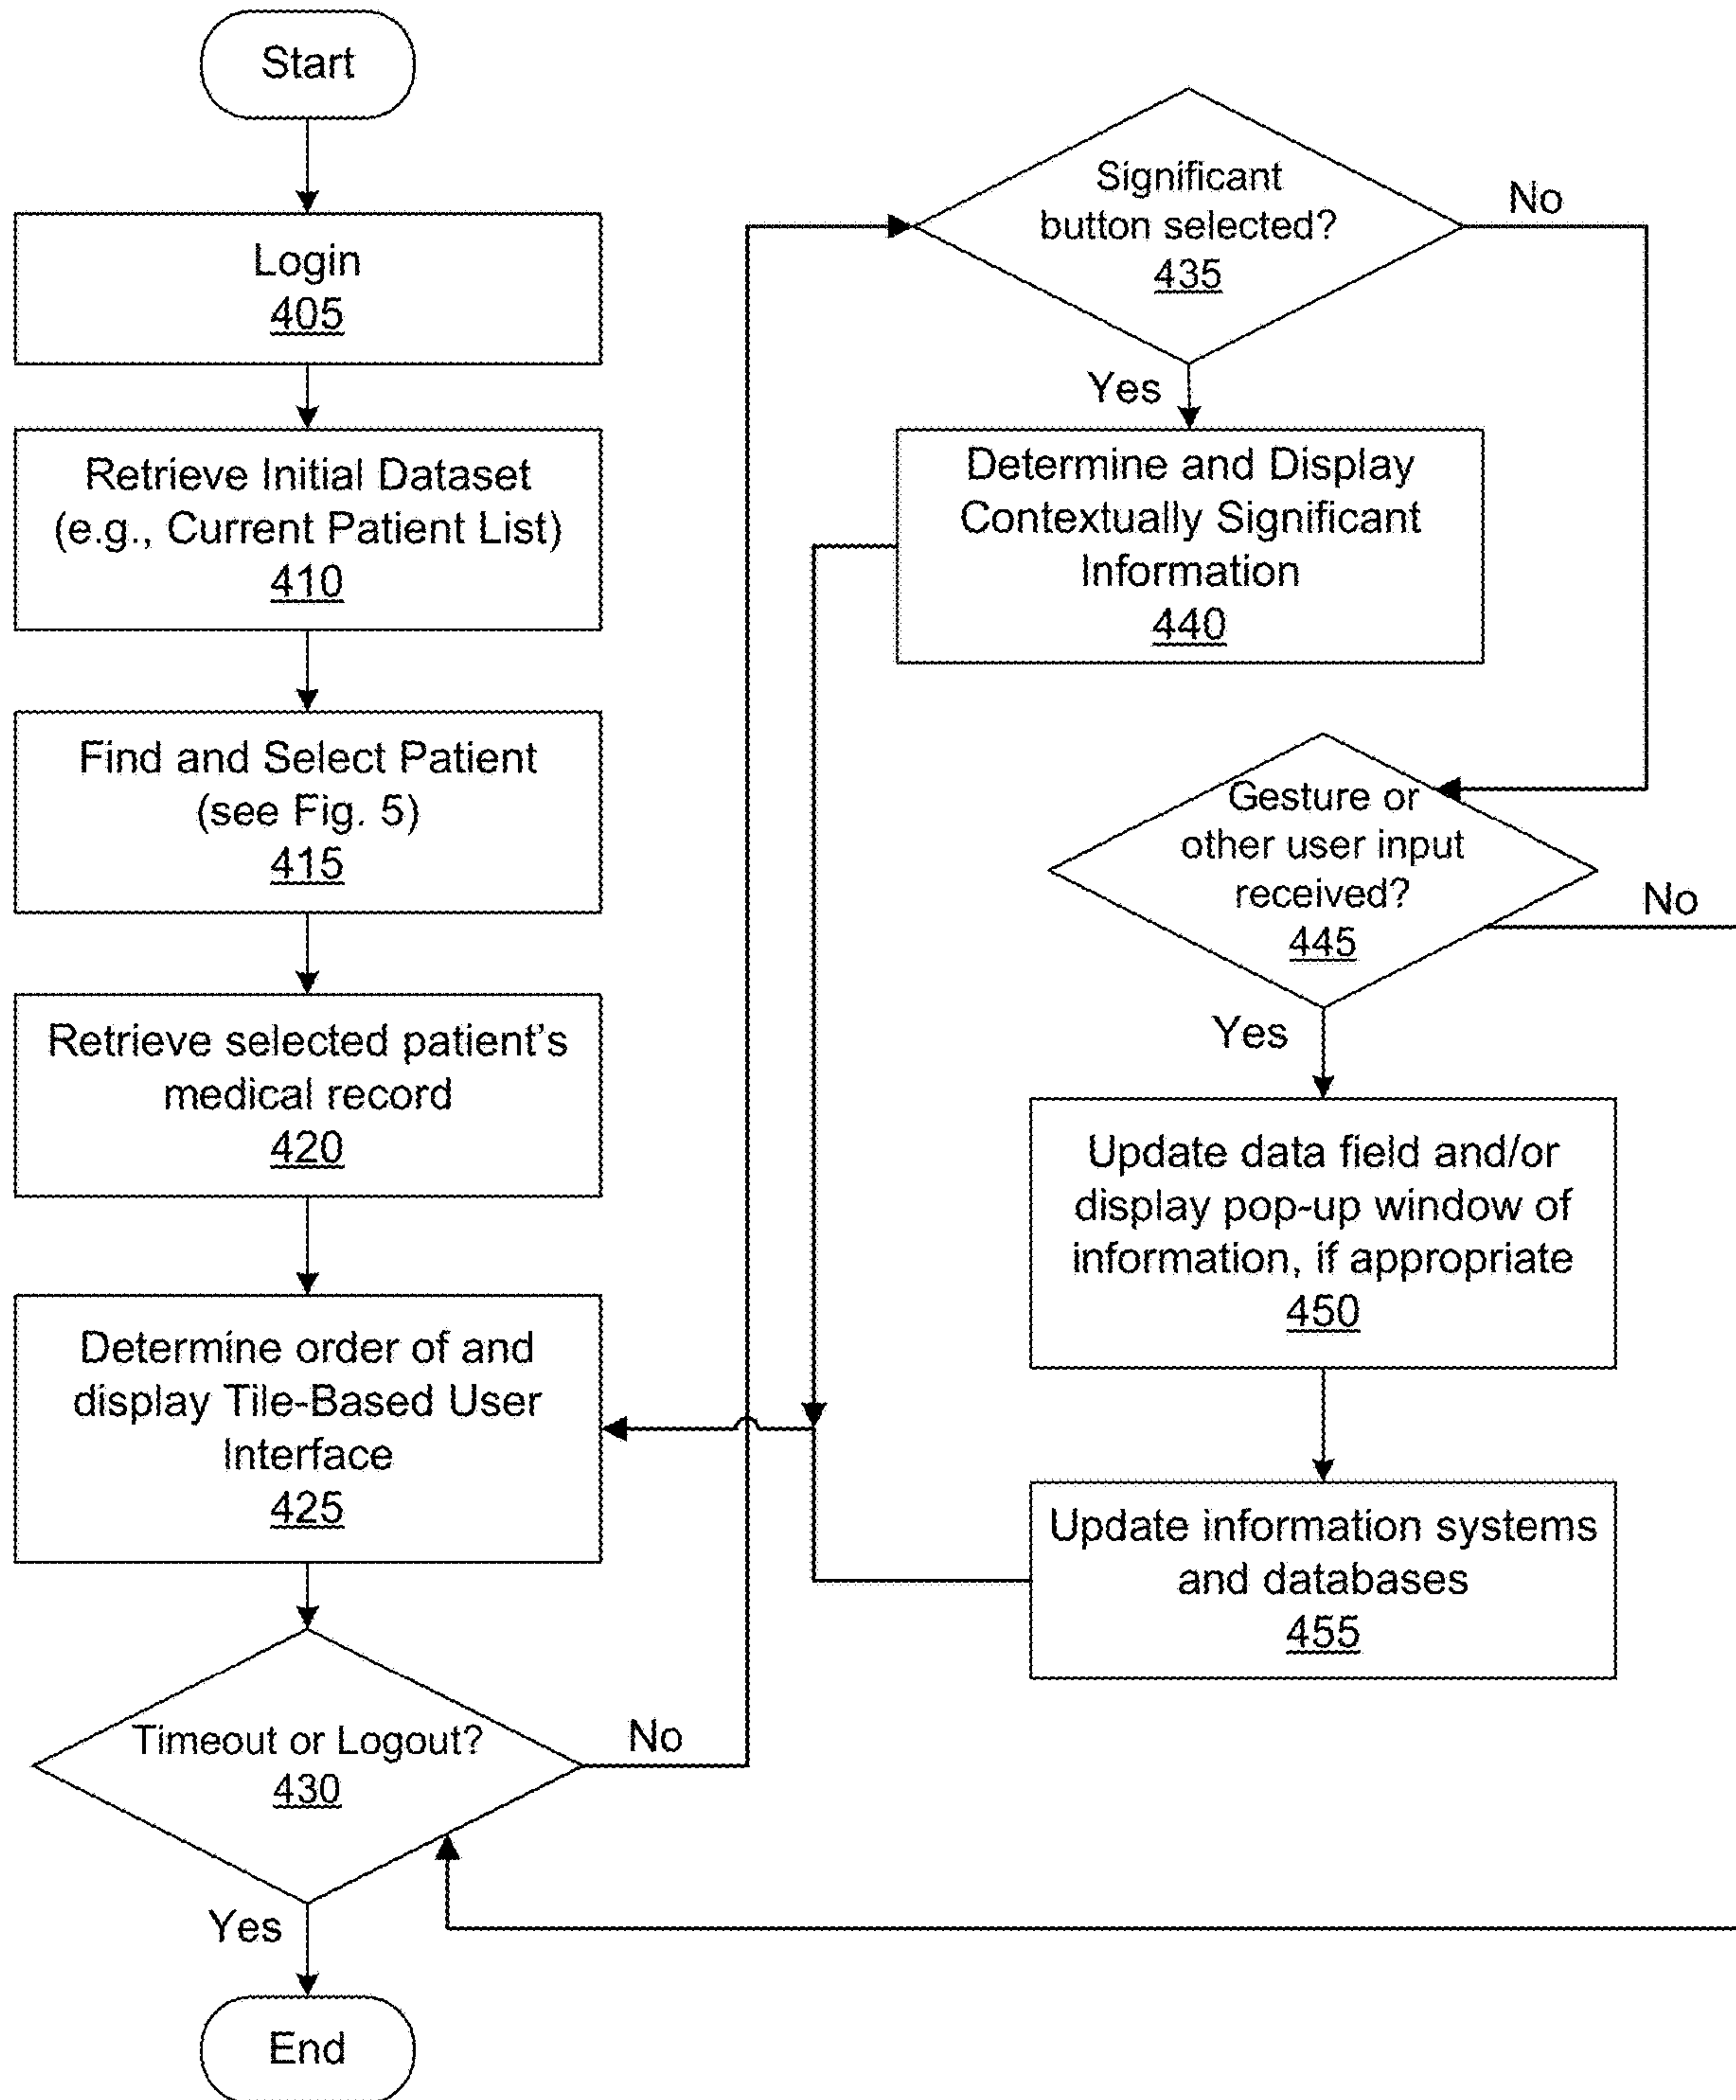 Start
Login
405
Retrieve Initial Dataset
(e.g., Current Patient List)
410
Find and Select Patient
(see Fig. 5)
415
Retrieve selected patient's
medical record
420
Determine order of and
display Tile-Based User
Interface
425
Timeout or Logout?
430
No
Yes
End
Significant
button selected?
435
No
Yes
Determine and Display
Contextually Significant
Information
440
Gesture or
other user input
received?
445
No
Yes
Update data field and/or
display pop-up window of
information, if appropriate
450
Update information systems
and databases
455